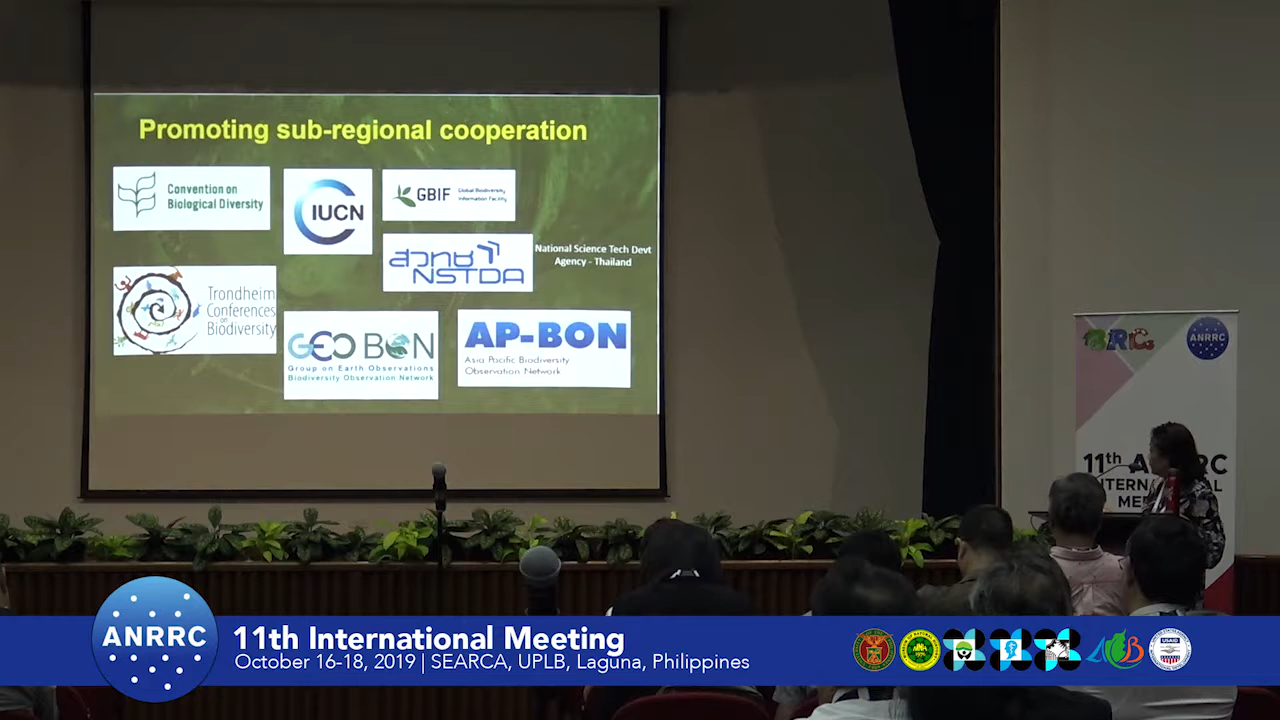 Promoting sub-regional cooperation
Convention on
Biological Diversity
IUCN
GBIF
Global Biodiversity
Information Facility
สวทช
NSTDA
National Science Tech Devt
Agency - Thailand
Trondheim
Conferences
on
Biodiversity
GEO BON
Group on Earth Observations
Biodiversity Observation Network
AP-BON
Asia Pacific Biodiversity
Observation Network
ANRRC
11th
ANRRC
11th International Meeting
October 16-18, 2019 | SEARCA, UPLB, Laguna, Philippines
USAID